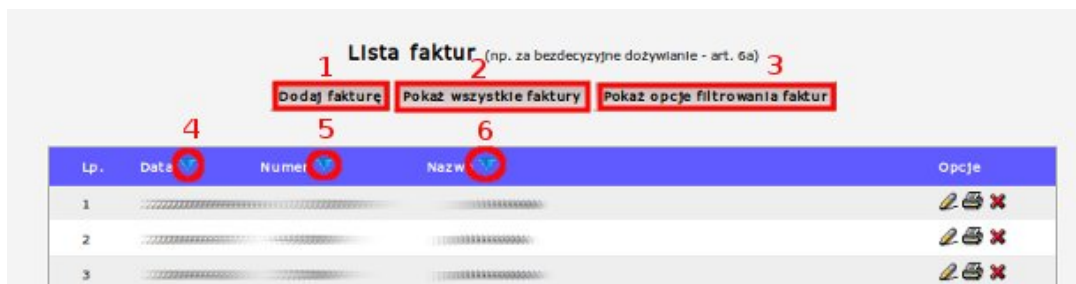 Lista faktur (np. za bezdecyzyjne dożywianie - art. 6a)
1 2 3
Dodaj fakturę Pokaż wszystkie faktury Pokaż opcje filtrowania faktur
4 5 6
Lp. Data Numer Nazwa Opcje
1
2
3